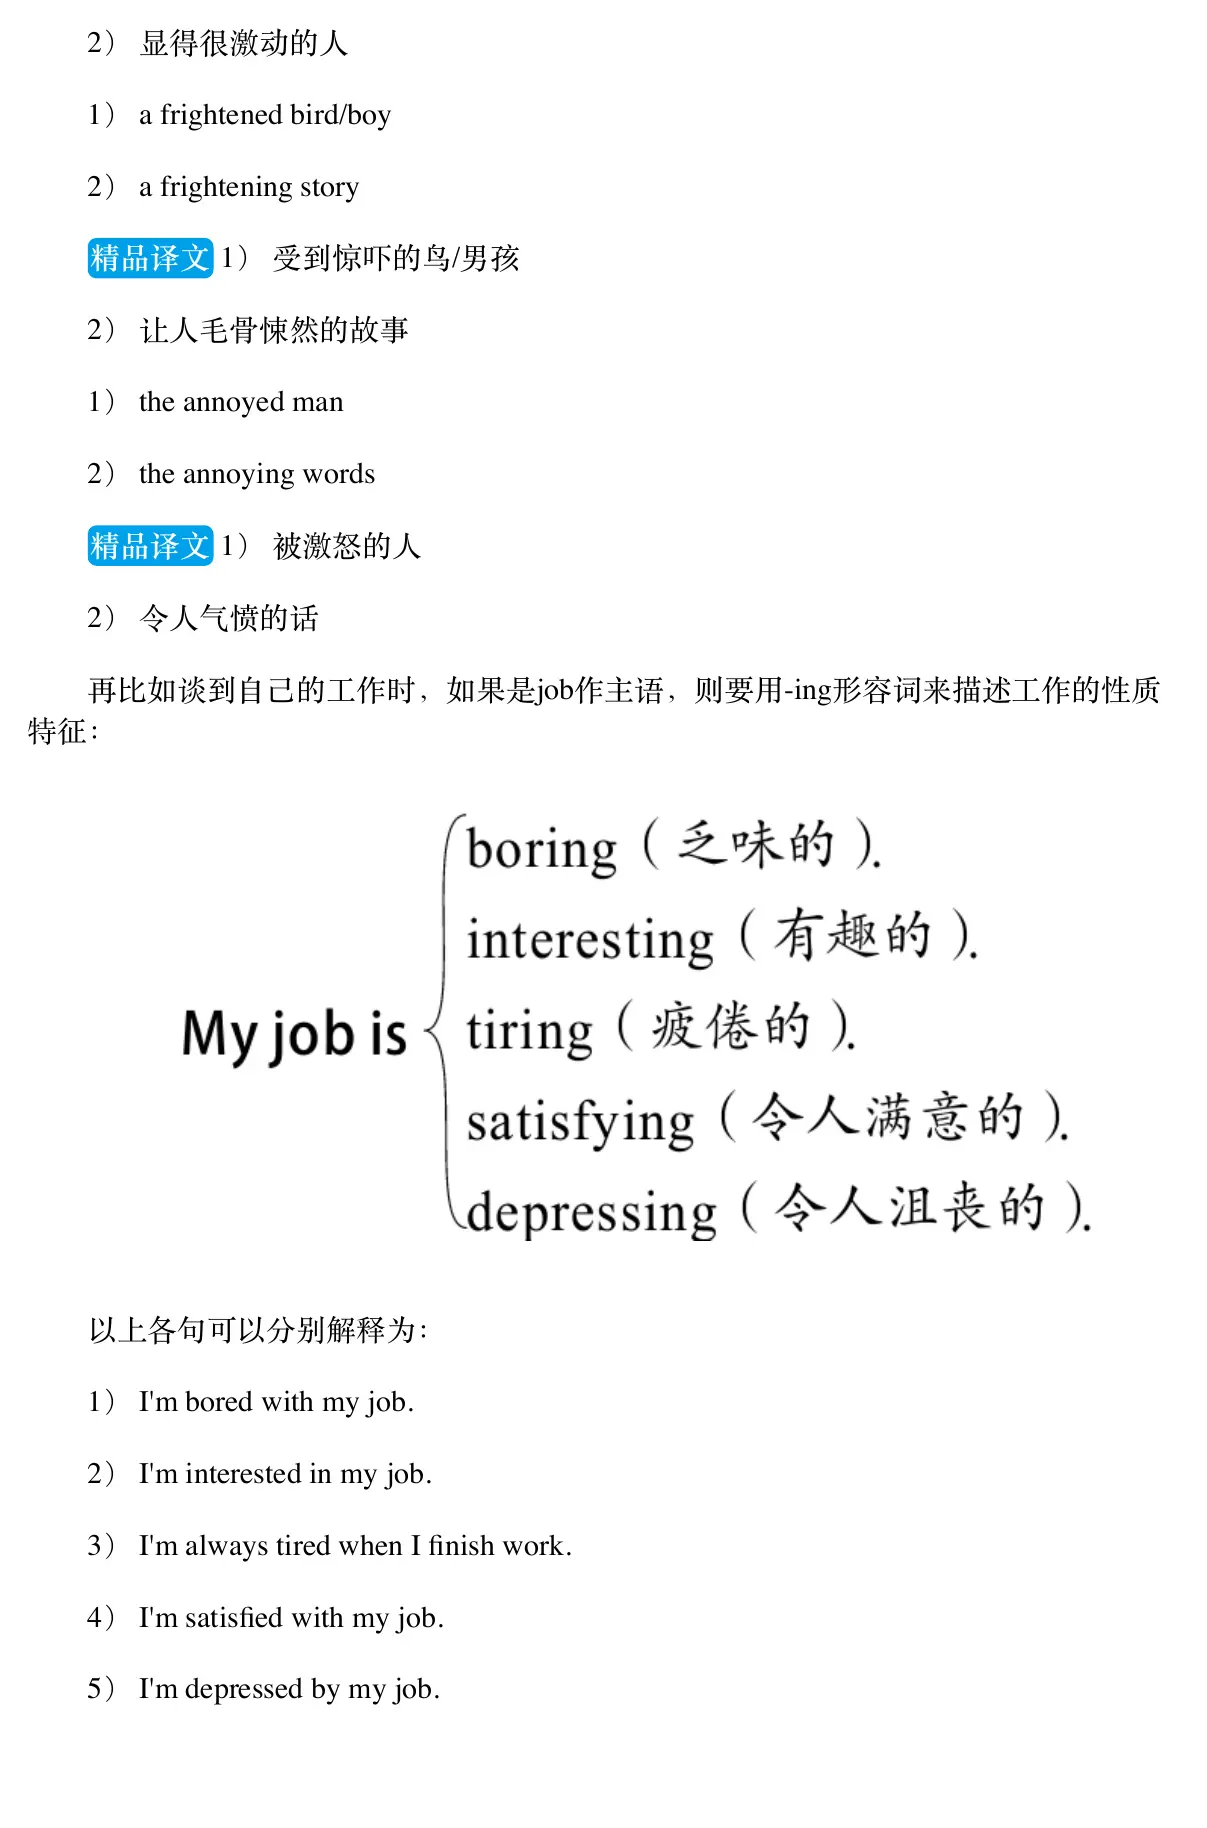 2） 显得很激动的人
1） a frightened bird/boy
2） a frightening story
精品译文 1） 受到惊吓的鸟/男孩
2） 让人毛骨悚然的故事
1） the annoyed man
2） the annoying words
精品译文 1） 被激怒的人
2） 令人气愤的话
再比如谈到自己的工作时，如果是job作主语，则要用-ing形容词来描述工作的性质
特征：
boring（乏味的）.
interesting（有趣的）.
My job is
tiring（疲倦的）.
satisfying（令人满意的）.
depressing（令人沮丧的）.
以上各句可以分别解释为：
1） I'm bored with my job.
2） I'm interested in my job.
3） I'm always tired when I finish work.
4） I'm satisfied with my job.
5） I'm depressed by my job.